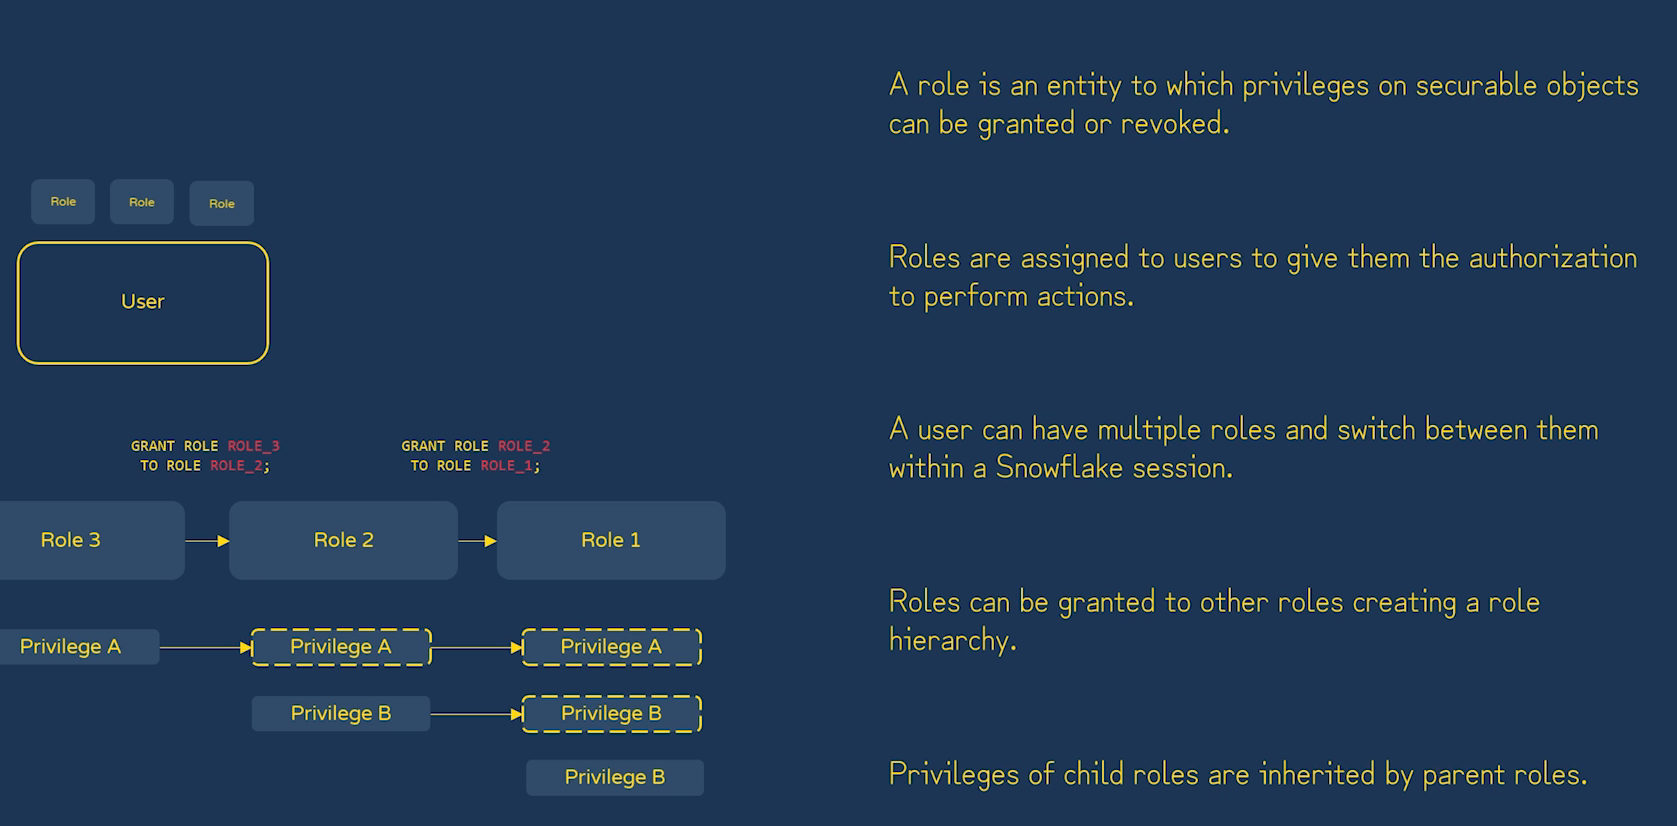 A role is an entity to which privileges on securable objects
can be granted or revoked.
Role
Role
Role
User
Roles are assigned to users to give them the authorization
to perform actions.
A user can have multiple roles and switch between them
within a Snowflake session.
GRANT ROLE ROLE_3
TO ROLE ROLE_2;
GRANT ROLE ROLE_2
TO ROLE ROLE_1;
Role 3
Role 2
Role 1
Roles can be granted to other roles creating a role
hierarchy.
Privilege A
Privilege A
Privilege A
Privilege B
Privilege B
Privilege B
Privileges of child roles are inherited by parent roles.